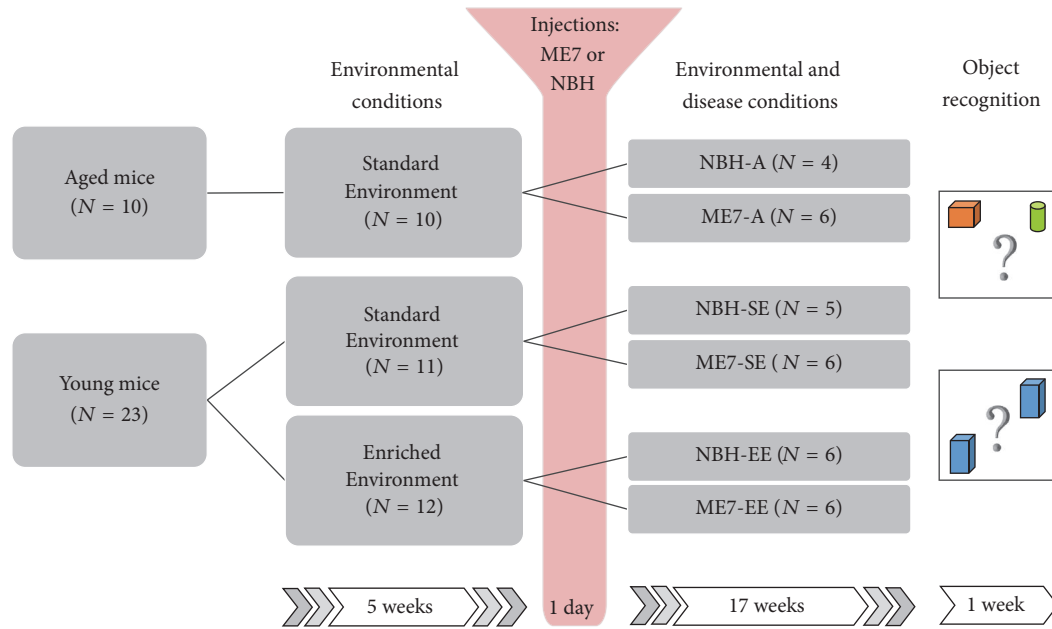 Injections:
ME7 or
NBH
Environmental
conditions
Environmental and
disease conditions
Object
recognition
Aged mice
(N = 10)
Standard
Environment
(N = 10)
NBH-A (N = 4)
ME7-A (N = 6)
Young mice
(N = 23)
Standard
Environment
(N = 11)
NBH-SE (N = 5)
ME7-SE ( N = 6)
Enriched
Environment
(N = 12)
NBH-EE (N = 6)
ME7-EE (N = 6)
?
?
5 weeks
1 day
17 weeks
1 week